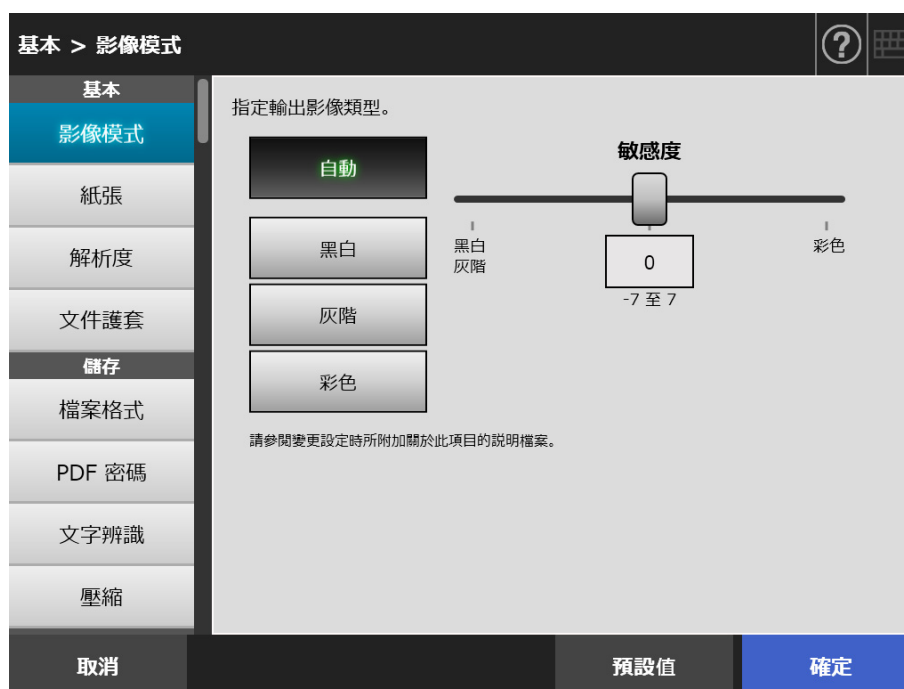 基本 > 影像模式
?
基本
影像模式
紙張
解析度
文件護套
儲存
檔案格式
PDF 密碼
文字辨識
壓縮
指定輸出影像類型。
自動
黑白
灰階
彩色
敏感度
黑白
灰階
彩色
0
-7 至 7
請參閱變更設定時所附加關於此項目的說明檔案。
取消
預設值
確定